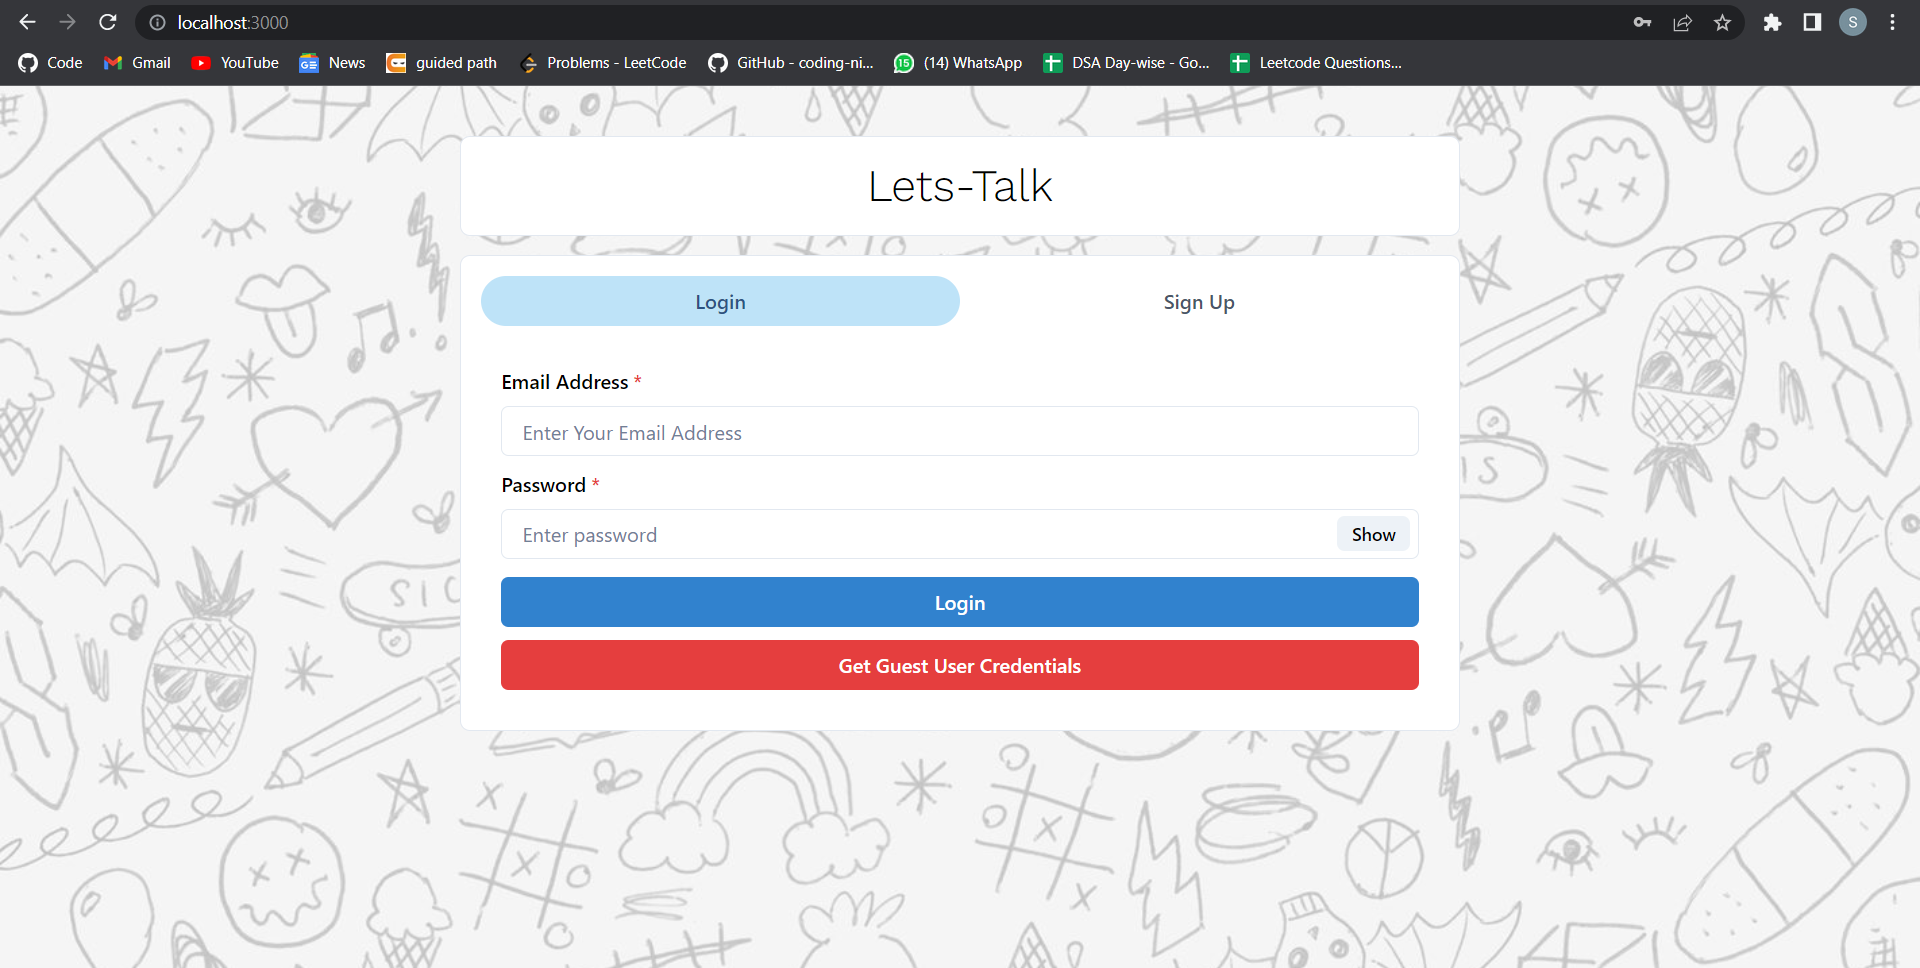 localhost:3000
S
Code Gmail YouTube News guided path Problems - LeetCode GitHub - coding-ni... 15 (14) WhatsApp DSA Day-wise - Go... Leetcode Questions...
Lets-Talk
Login Sign Up
Email Address *
Enter Your Email Address
Password *
Enter password Show
Login
Get Guest User Credentials